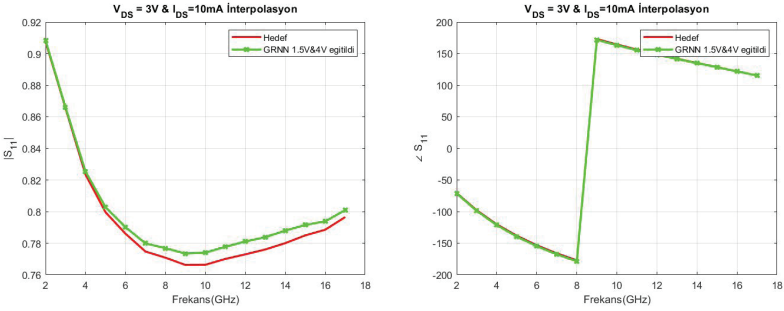 V_DS = 3V & I_DS=10mA İnterpolasyon
0.92
0.9
0.88
0.86
0.84
0.82
0.8
0.78
0.76
|S_11|
2 4 6 8 10 12 14 16 18
Frekans(GHz)
Hedef
GRNN 1.5V&4V egitildi
V_DS = 3V & I_DS=10mA İnterpolasyon
200
150
100
50
0
-50
-100
-150
-200
∠ S_11
2 4 6 8 10 12 14 16 18
Frekans(GHz)
Hedef
GRNN 1.5V&4V egitildi